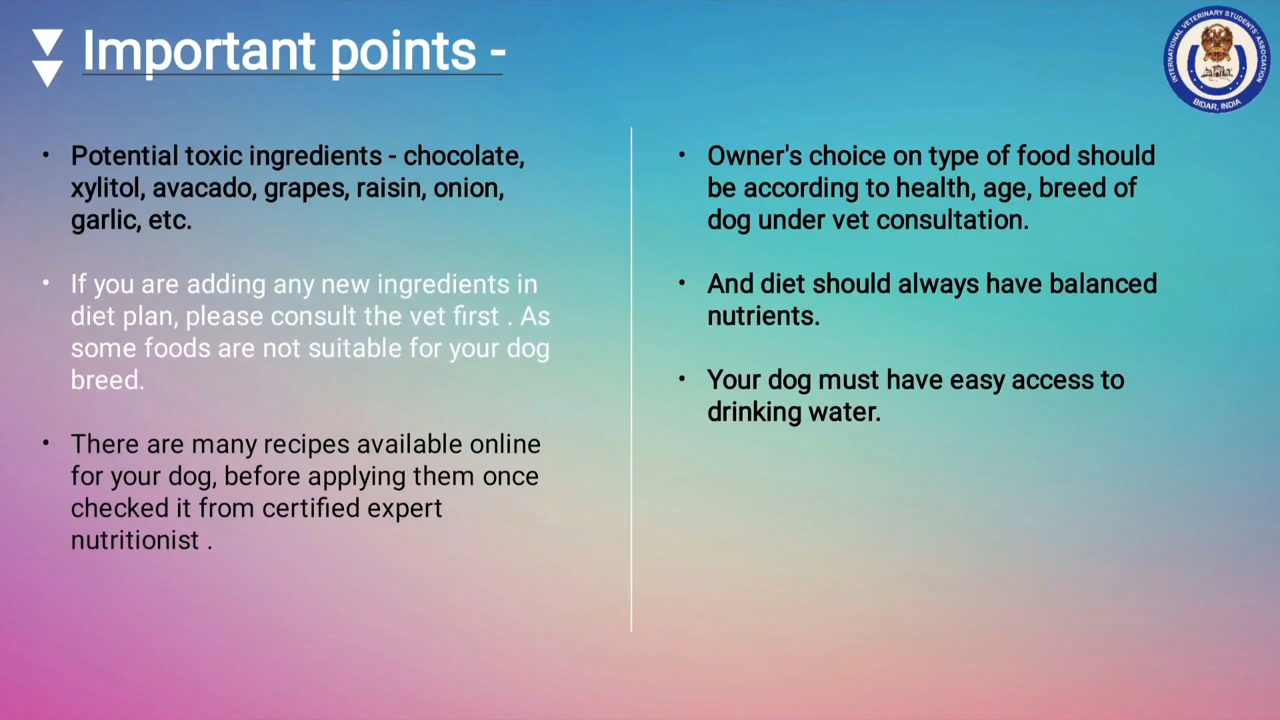 Important points -
INTERNATIONAL VETERINARY STUDENTS' ASSOCIATION
BIDAR, INDIA
• Potential toxic ingredients - chocolate,
xylitol, avacado, grapes, raisin, onion,
garlic, etc.
• If you are adding any new ingredients in
diet plan, please consult the vet first . As
some foods are not suitable for your dog
breed.
• There are many recipes available online
for your dog, before applying them once
checked it from certified expert
nutritionist .
• Owner's choice on type of food should
be according to health, age, breed of
dog under vet consultation.
• And diet should always have balanced
nutrients.
• Your dog must have easy access to
drinking water.